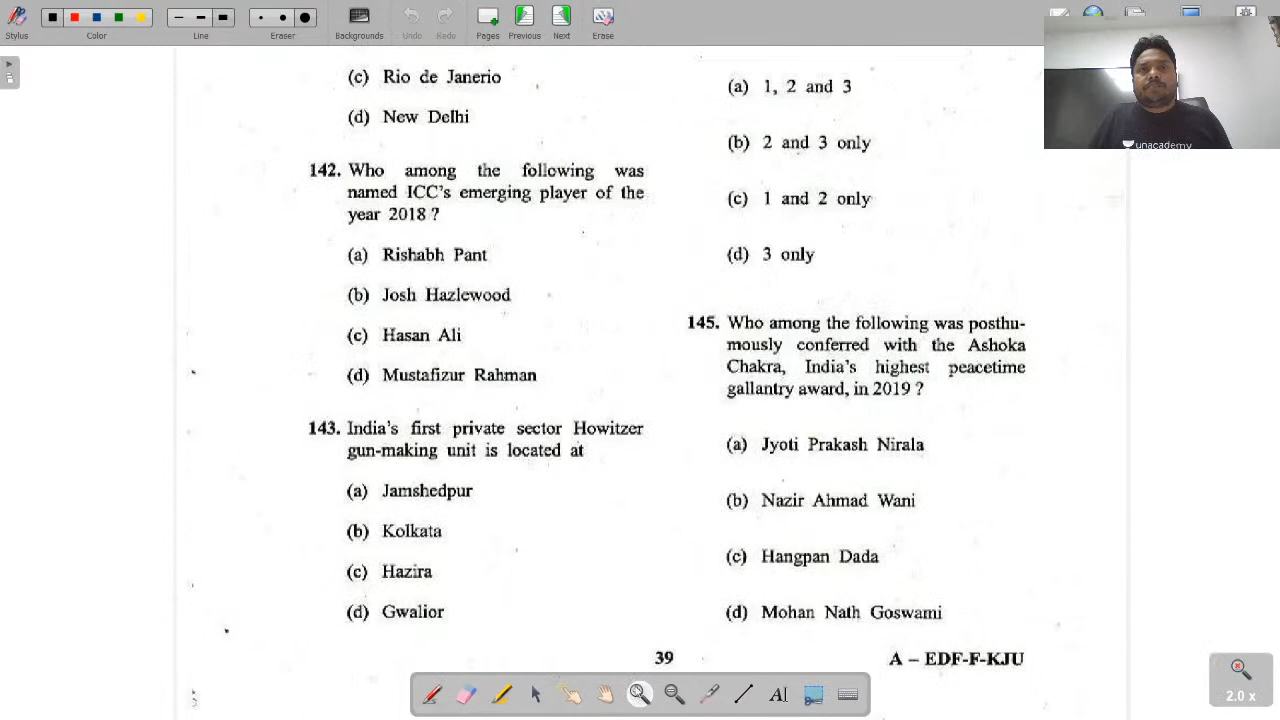 Stylus
Color
Line
Eraser
Backgrounds
Undo
Redo
Pages
Previous
Next
Erase
unacademy
(c) Rio de Janerio
(d) New Delhi
142. Who among the following was
named ICC's emerging player of the
year 2018 ?
(a) Rishabh Pant
(b) Josh Hazlewood
(c) Hasan Ali
(d) Mustafizur Rahman
143. India's first private sector Howitzer
gun-making unit is located at
(a) Jamshedpur
(b) Kolkata
(c) Hazira
(d) Gwalior
(a) 1, 2 and 3
(b) 2 and 3 only
(c) 1 and 2 only
(d) 3 only
145. Who among the following was posthu-
mously conferred with the Ashoka
Chakra, India's highest peacetime
gallantry award, in 2019 ?
(a) Jyoti Prakash Nirala
(b) Nazir Ahmad Wani
(c) Hangpan Dada
(d) Mohan Nath Goswami
39
A – EDF-F-KJU
AI
2.0 x